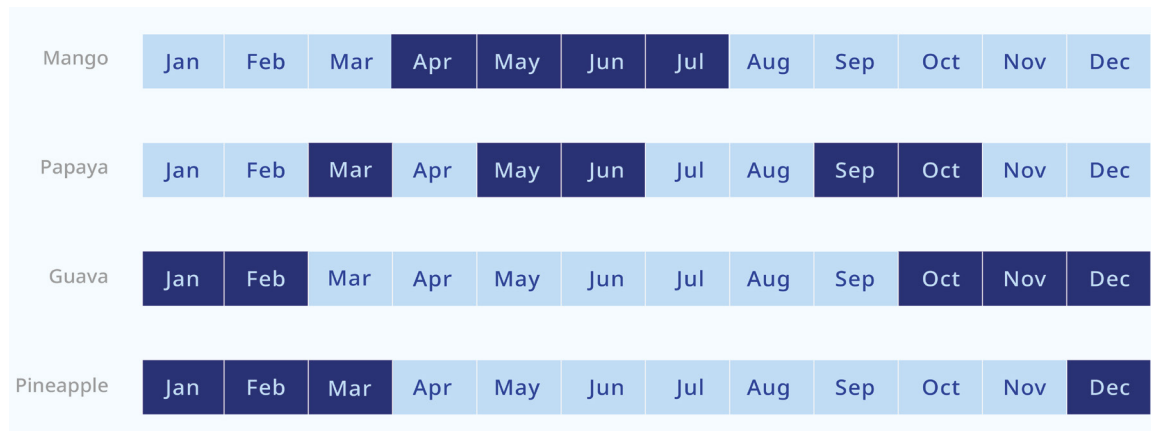 Mango Jan Feb Mar Apr May Jun Jul Aug Sep Oct Nov Dec
Papaya Jan Feb Mar Apr May Jun Jul Aug Sep Oct Nov Dec
Guava Jan Feb Mar Apr May Jun Jul Aug Sep Oct Nov Dec
Pineapple Jan Feb Mar Apr May Jun Jul Aug Sep Oct Nov Dec